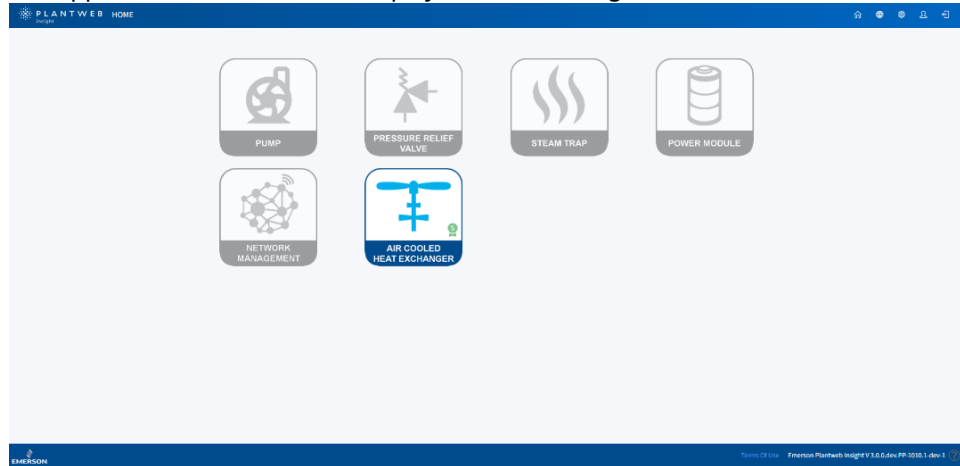 PLANTWEB HOME
Insight
PUMP
PRESSURE RELIEF
VALVE
STEAM TRAP
POWER MODULE
NETWORK
MANAGEMENT
$
AIR COOLED
HEAT EXCHANGER
EMERSON
Terms Of Use Emerson Plantweb Insight V 3.0.0.dev.PP-1010.1-dev-1 ?